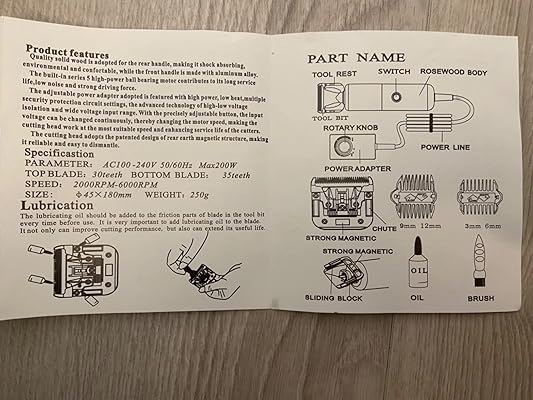 Product features
Quality solid wood is adapted for the rear handle, making it shock absorbing,
environmental and confortable, while the front handle is made with aluminum alloy.
The built-in series 5 high-power ball bearing motor contributes to its long service
life, low noise and strong driving force.
The adjustable power adapter adopted is featured with high power, low heat, multiple
security protection circuit settings, the advanced technology of high-low voltage
isolation and wide voltage input range. With the precisely adjustable button, the input
voltage can be changed continuously, thereby changing the motor speed, making the
cutting head work at the most suitable speed and enhancing service life of the cutters.
The cutting head adopts the patented design of rear earth magnetic structure, making
it reliable and easy to dismantle.
Specificastion
PARAMETER: AC100-240V 50/60Hz Max200W
TOP BLADE: 30teeth BOTTOM BLADE: 35teeth
SPEED: 2000RPM-6000RPM
SIZE: ф45×180mm WEIGHT: 250g
Lubrication
The lubricating oil should be added to the friction parts of blade in the tool bit
every time before use. It is very important to add lubricating oil to the blade.
It not only can improve cutting performance, but also can extend its useful life.
PART NAME
TOOL REST SWITCH ROSEWOOD BODY
TOOL BIT
ROTARY KNOB
POWER LINE
POWER ADAPTER
CHUTE
9mm 12mm 3mm 6mm
STRONG MAGNETIC
STRONG MAGNETIC
OIL
SLIDING BLOCK OIL BRUSH